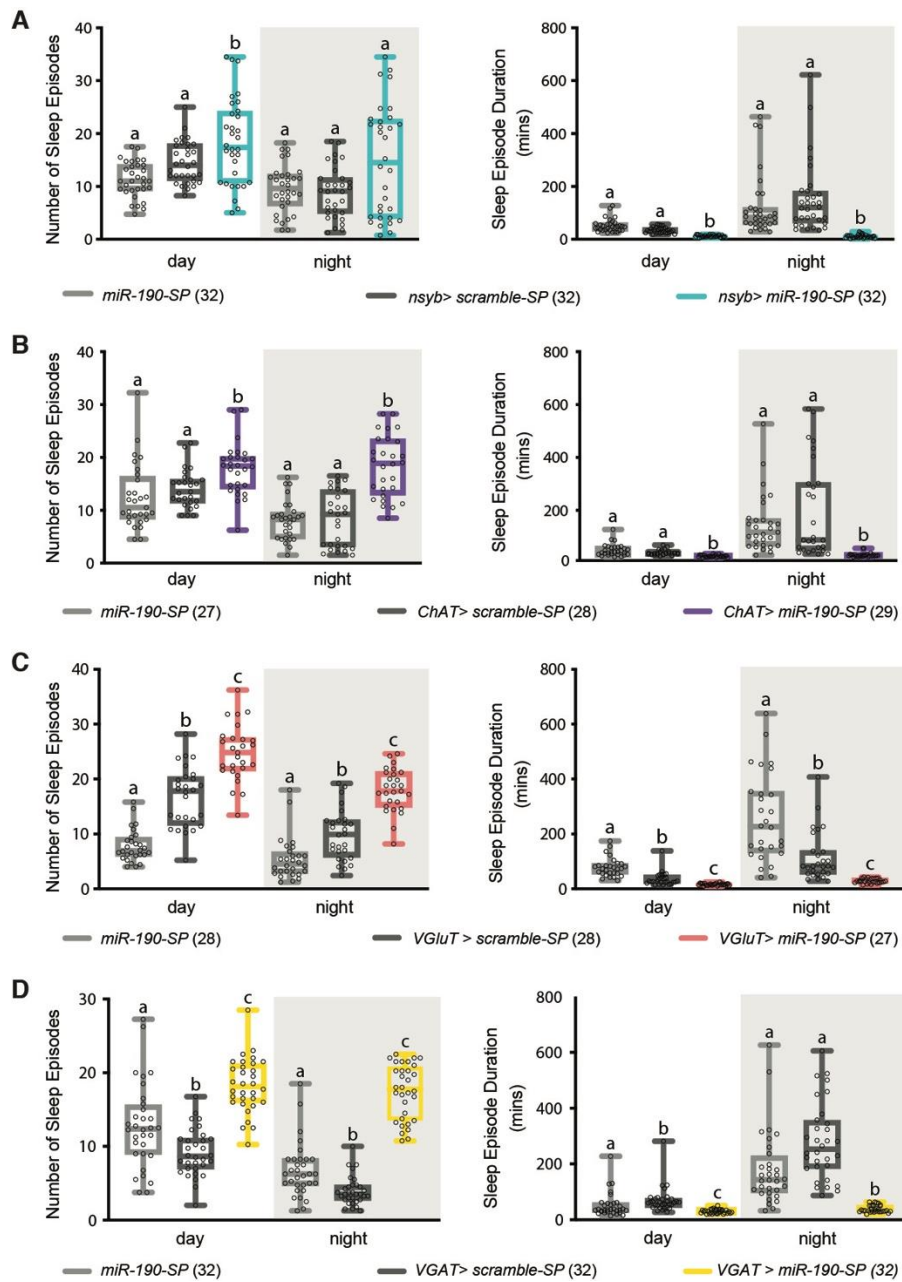 A
Number of Sleep Episodes
40
30
20
10
0
a
a
b
a
a
a
day
night
Sleep Episode Duration
(mins)
800
600
400
200
0
a
a
b
a
a
b
day
night
miR-190-SP (32)
nsyb> scramble-SP (32)
nsyb> miR-190-SP (32)
B
Number of Sleep Episodes
40
30
20
10
0
a
a
b
a
a
b
day
night
Sleep Episode Duration
(mins)
800
600
400
200
0
a
a
b
a
a
b
day
night
miR-190-SP (27)
ChAT> scramble-SP (28)
ChAT> miR-190-SP (29)
C
Number of Sleep Episodes
40
30
20
10
0
a
b
c
a
b
c
day
night
Sleep Episode Duration
(mins)
800
600
400
200
0
a
b
c
a
b
c
day
night
miR-190-SP (28)
VGluT > scramble-SP (28)
VGluT> miR-190-SP (27)
D
Number of Sleep Episodes
30
20
10
0
a
b
c
a
b
c
day
night
Sleep Episode Duration
(mins)
800
600
400
200
0
a
b
c
a
a
b
day
night
miR-190-SP (32)
VGAT> scramble-SP (32)
VGAT > miR-190-SP (32)